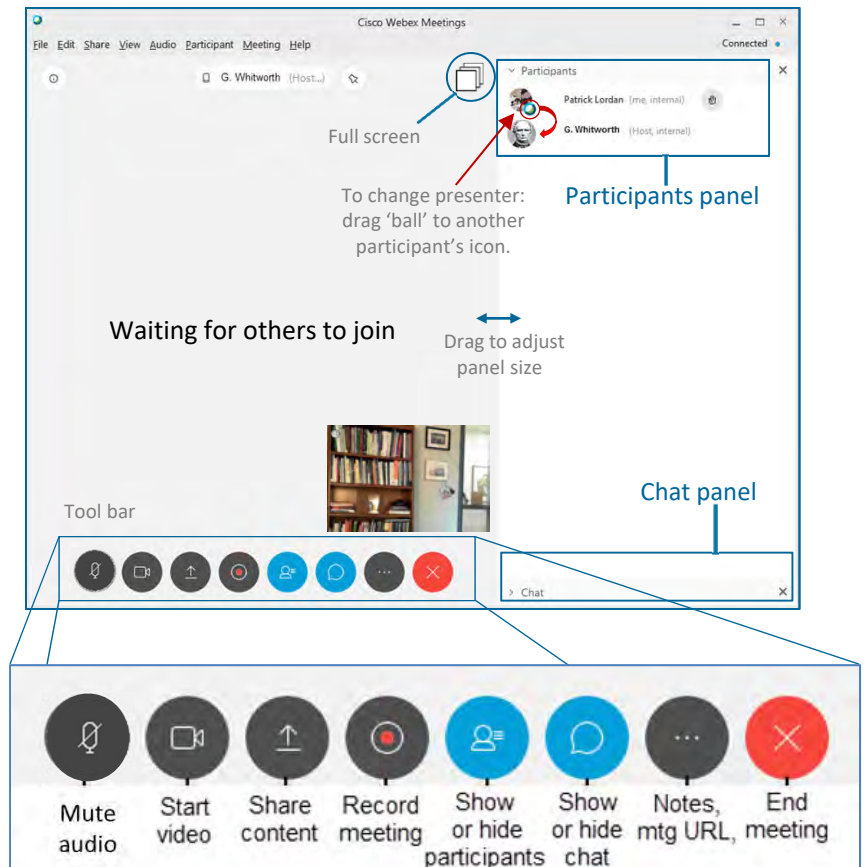 Cisco Webex Meetings
File Edit Share View Audio Participant Meeting Help
Connected
G. Whitworth (Host...)
Participants
Patrick Lordan (me, internal)
G. Whitworth (Host, internal)
Full screen
To change presenter:
drag ‘ball’ to another
participant’s icon.
Participants panel
Waiting for others to join
Drag to adjust
panel size
Chat panel
Tool bar
Chat
Mute
audio
Start
video
Share
content
Record
meeting
Show
or hide
participants
Show
or hide
chat
Notes,
mtg URL,
End
meeting